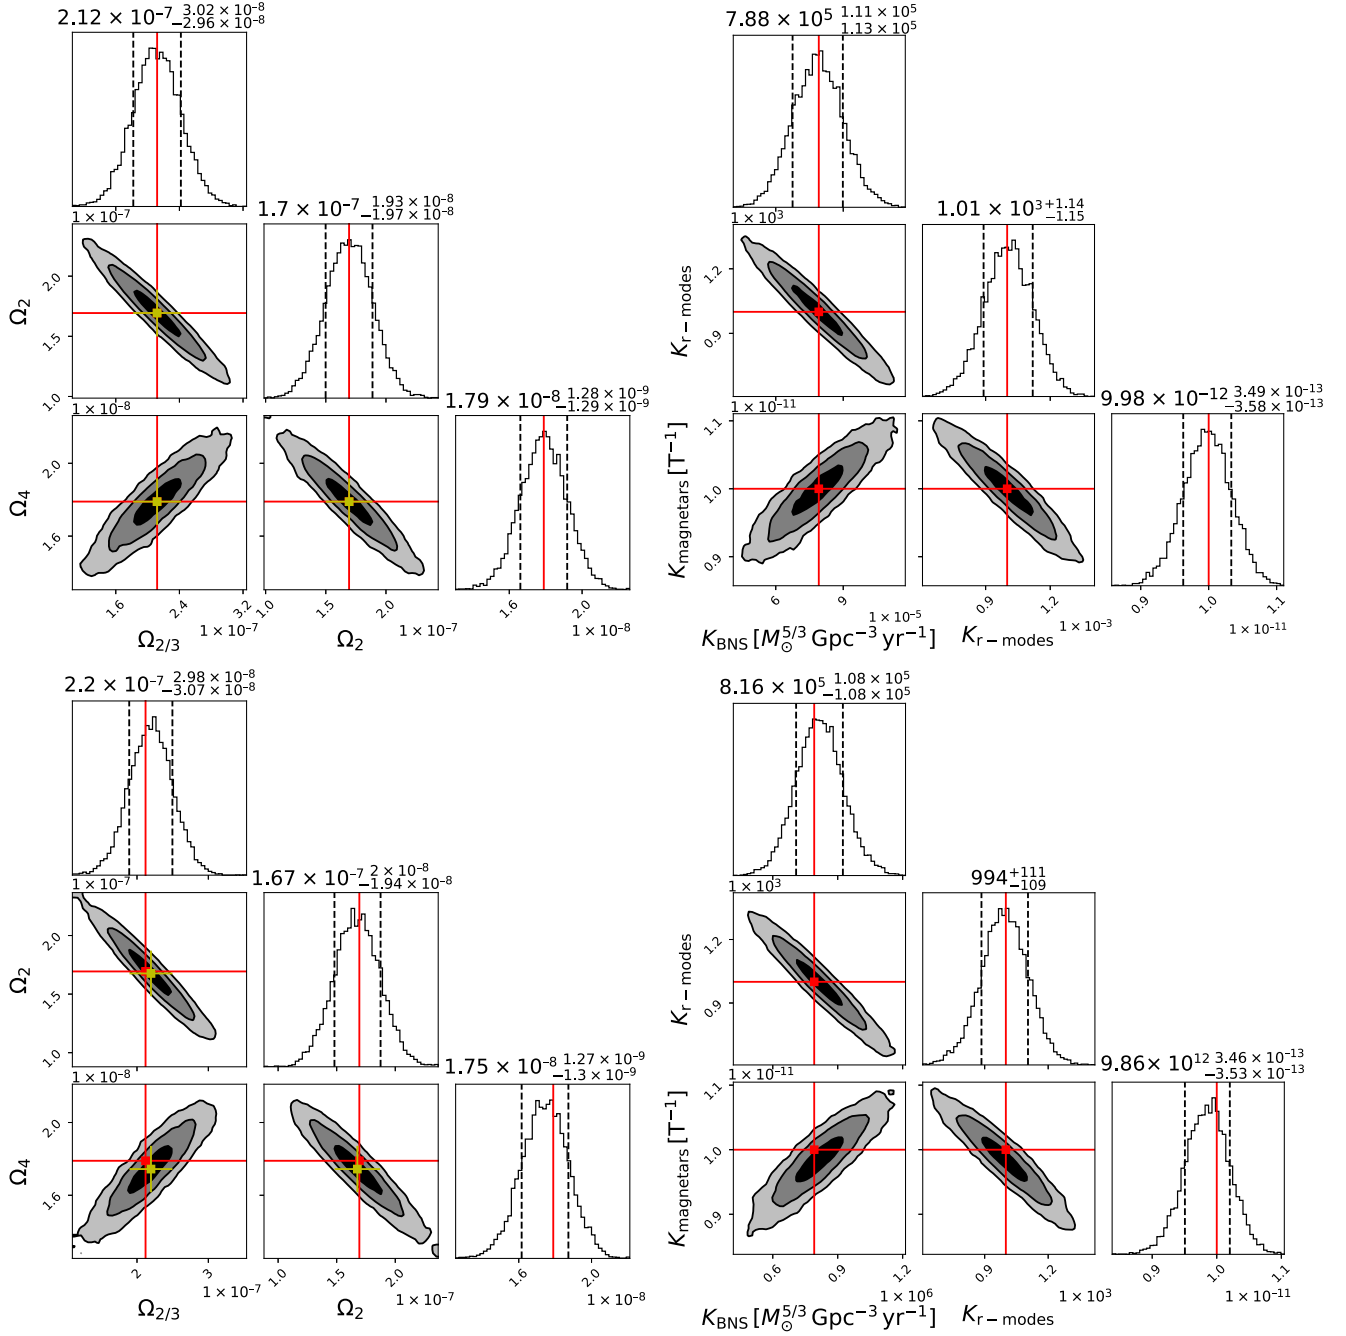 2.12 × 10⁻⁷ 3.02 × 10⁻⁸ −2.96 × 10⁻⁸
7.88 × 10⁵ 1.11 × 10⁵ 1.13 × 10⁵
1 × 10⁻⁷
1.7 × 10⁻⁷ 1.93 × 10⁻⁸ −1.97 × 10⁻⁸
1 × 10³
1.01 × 10³ +1.14 −1.15
Ω₂
2.0
1.5
1.0
K_r−modes
1.2
0.9
1 × 10⁻⁸
1.79 × 10⁻⁸ 1.28 × 10⁻⁹ −1.29 × 10⁻⁹
1 × 10⁻¹¹
9.98 × 10⁻¹² 3.49 × 10⁻¹³ −3.58 × 10⁻¹³
Ω₄
2.0
1.6
K_magnetars [T⁻¹]
1.1
1.0
0.9
1.6 2.4 3.2
1.0 1.5 2.0
1.6 2.0
6 9
0.9 1.2
0.9 1.0 1.1
1 × 10⁻⁷
1 × 10⁻⁷
1 × 10⁻⁸
1 × 10⁻⁵
1 × 10⁻³
1 × 10⁻¹¹
Ω₂/₃
Ω₂
K_BNS [M_⊙^5/3 Gpc⁻³ yr⁻¹]
K_r−modes
2.2 × 10⁻⁷ 2.98 × 10⁻⁸ −3.07 × 10⁻⁸
8.16 × 10⁵ 1.08 × 10⁵ −1.08 × 10⁵
1 × 10⁻⁷
1.67 × 10⁻⁷ 2 × 10⁻⁸ −1.94 × 10⁻⁸
1 × 10³
994 +111 −109
Ω₂
2.0
1.5
1.0
K_r−modes
1.2
0.9
1 × 10⁻⁸
1.75 × 10⁻⁸ 1.27 × 10⁻⁹ −1.3 × 10⁻⁹
1 × 10⁻¹¹
9.86× 10¹² 3.46 × 10⁻¹³ −3.53 × 10⁻¹³
Ω₄
2.0
1.6
K_magnetars [T⁻¹]
1.1
1.0
0.9
2 3
1.0 1.5 2.0
1.6 2.0
0.6 0.9 1.2
0.9 1.2
0.9 1.0 1.1
1 × 10⁻⁷
1 × 10⁻⁷
1 × 10⁻⁸
1 × 10⁶
1 × 10³
1 × 10⁻¹¹
Ω₂/₃
Ω₂
K_BNS [M_⊙^5/3 Gpc⁻³ yr⁻¹]
K_r−modes